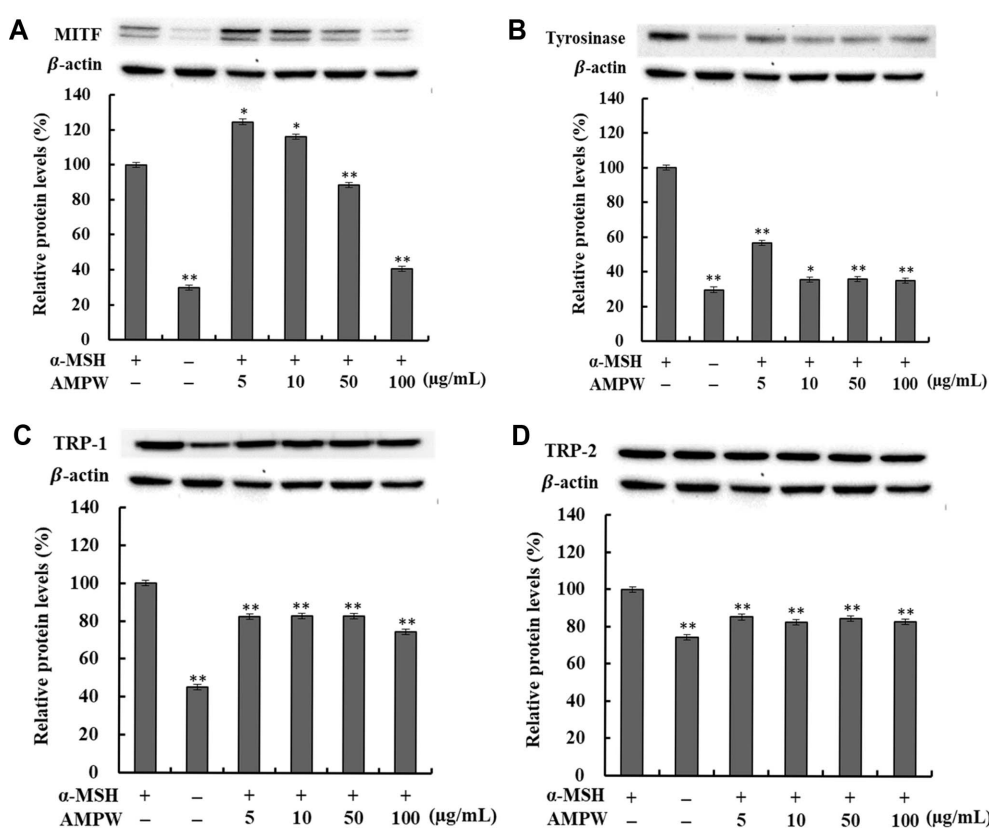 A
MITF
β-actin
Relative protein levels (%)
140
120
100
80
60
40
20
0
* * ** ** **
α-MSH + – + + + +
AMPW – – 5 10 50 100 (μg/mL)
B
Tyrosinase
β-actin
Relative protein levels (%)
140
120
100
80
60
40
20
0
** ** * ** **
α-MSH + – + + + +
AMPW – – 5 10 50 100 (μg/mL)
C
TRP-1
β-actin
Relative protein levels (%)
140
120
100
80
60
40
20
0
** ** ** ** **
α-MSH + – + + + +
AMPW – – 5 10 50 100 (μg/mL)
D
TRP-2
β-actin
Relative protein levels (%)
140
120
100
80
60
40
20
0
** ** ** ** **
α-MSH + – + + + +
AMPW – – 5 10 50 100 (μg/mL)